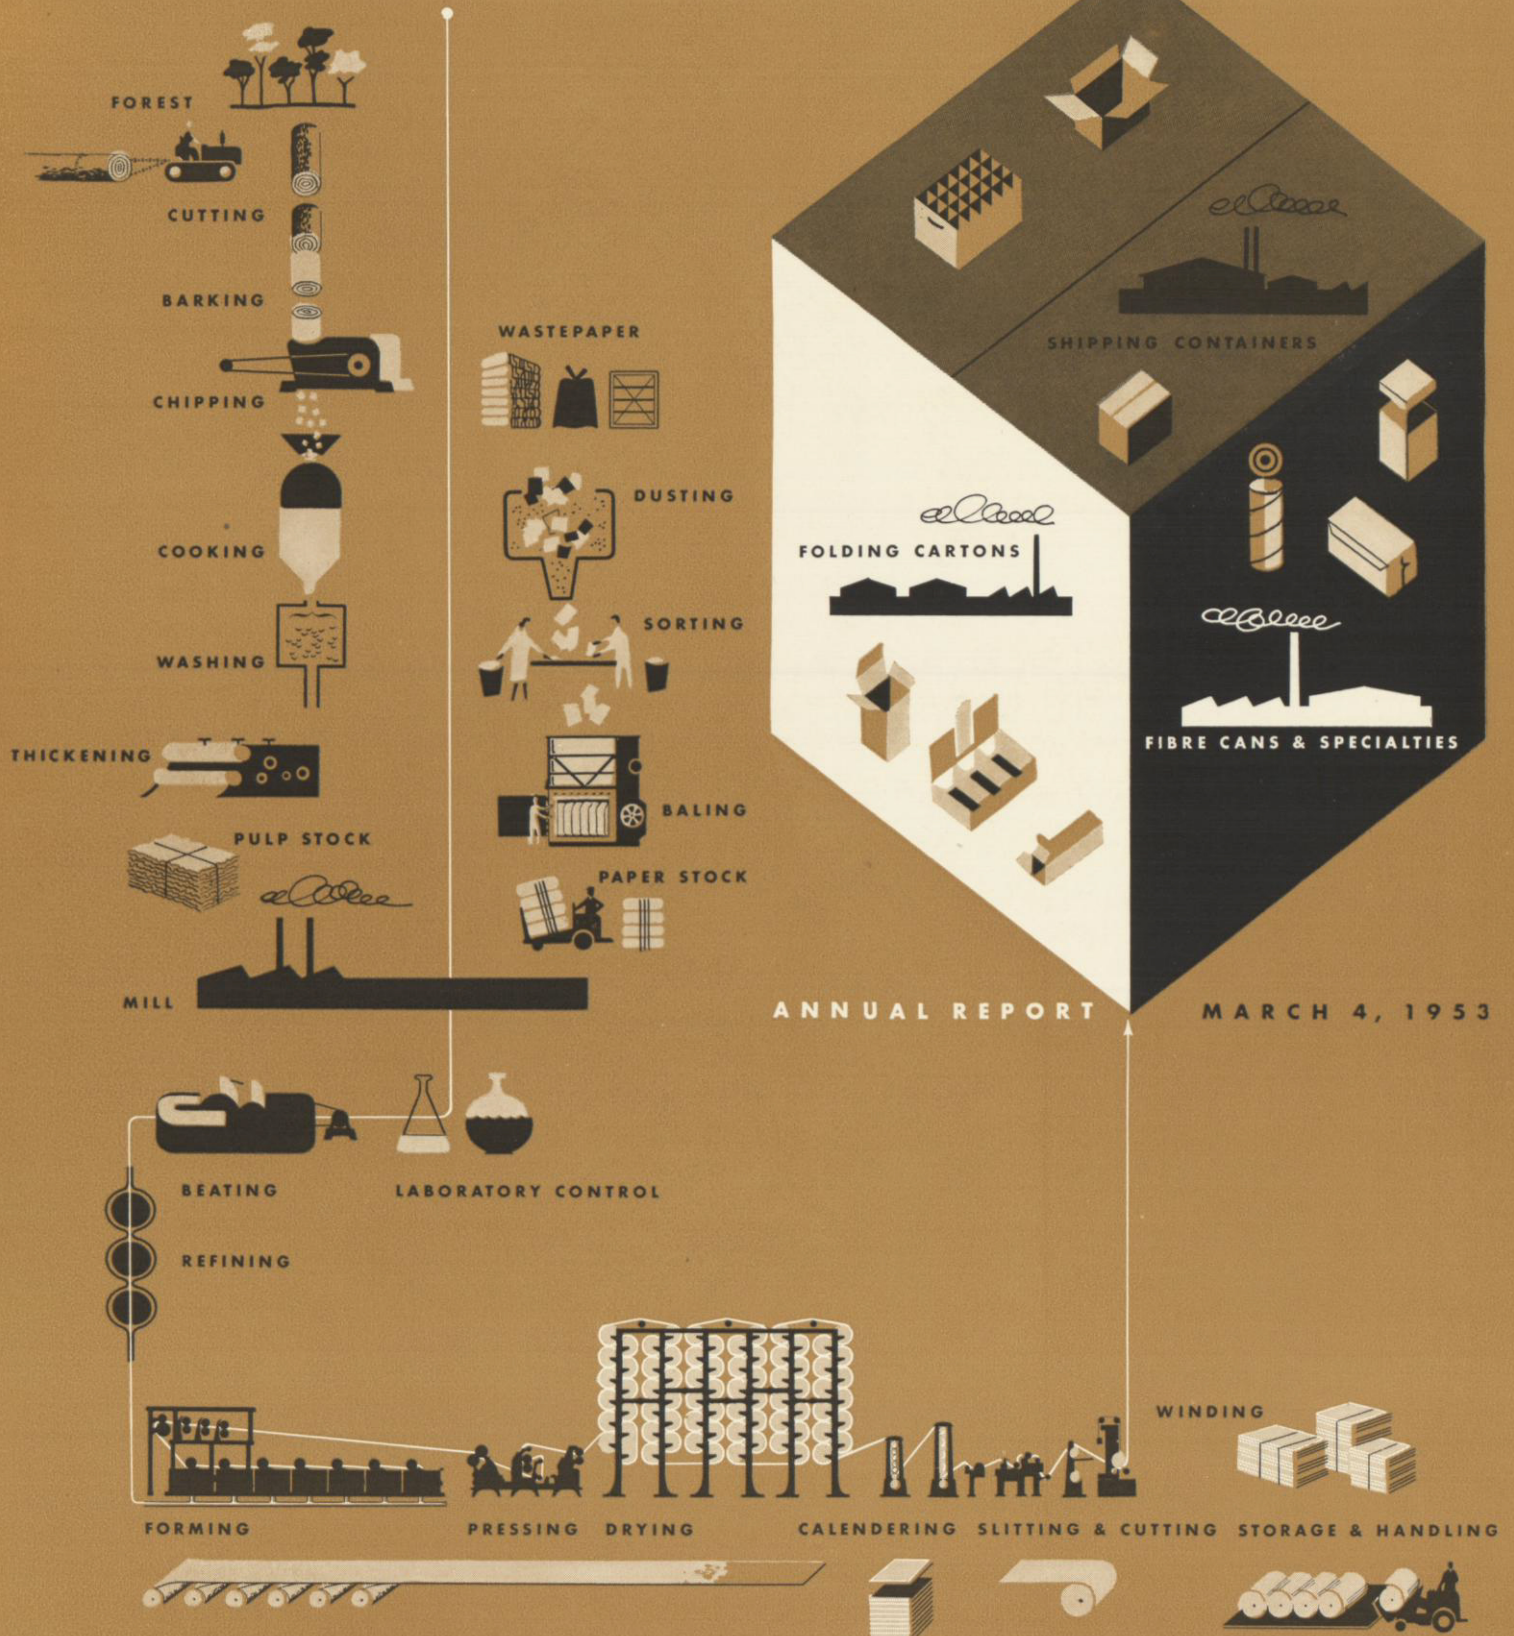 FOREST
CUTTING
BARKING
CHIPPING
COOKING
WASHING
THICKENING
PULP STOCK
MILL
WASTEPAPER
DUSTING
SORTING
BALING
PAPER STOCK
SHIPPING CONTAINERS
FOLDING CARTONS
FIBRE CANS & SPECIALTIES
ANNUAL REPORT MARCH 4, 1953
BEATING
LABORATORY CONTROL
REFINING
WINDING
FORMING
PRESSING
DRYING
CALENDERING
SLITTING & CUTTING
STORAGE & HANDLING